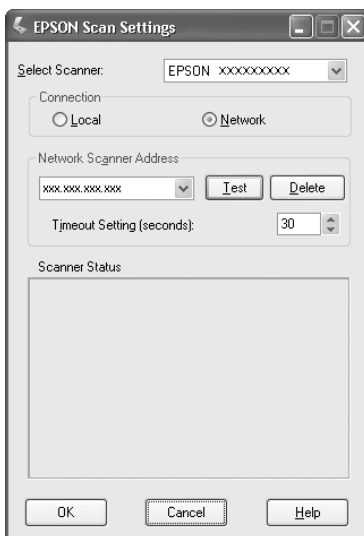 EPSON Scan Settings
Select Scanner: EPSON xxxxxxxxx
Connection
Local Network
Network Scanner Address
xxx.xxx.xxx.xxx Test Delete
Timeout Setting (seconds): 30
Scanner Status
OK Cancel Help